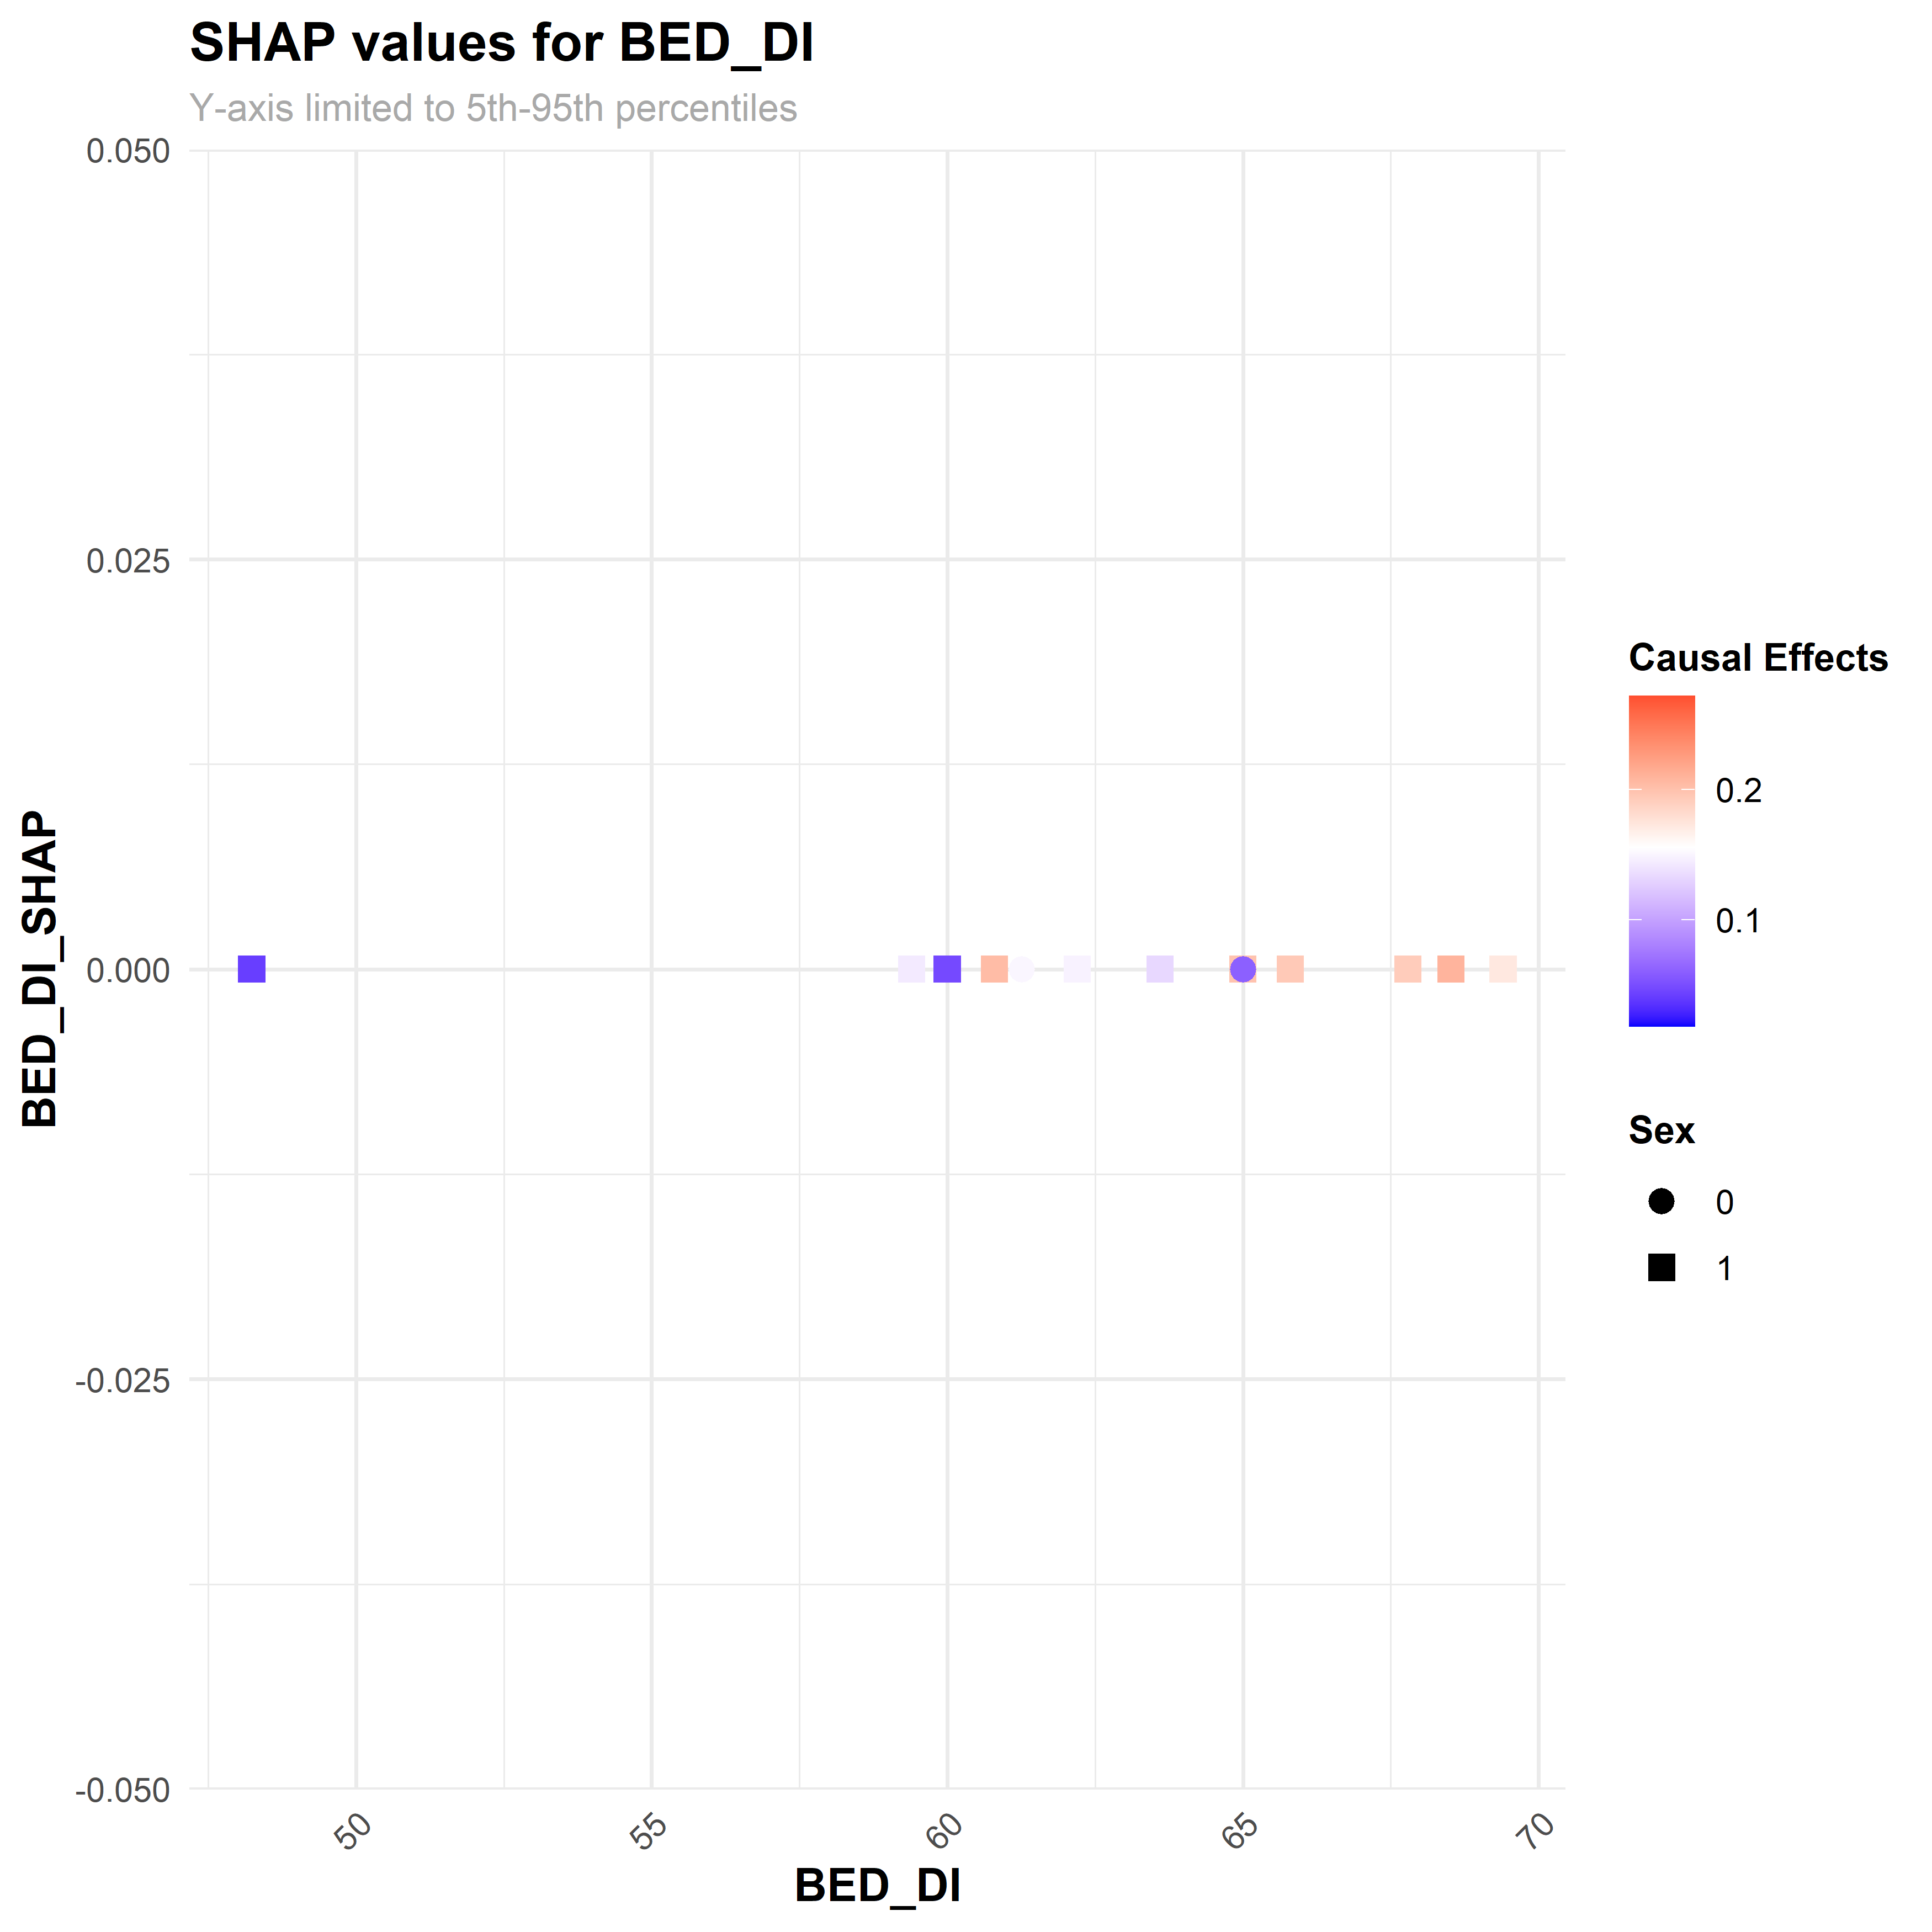 SHAP values for BED_DI
Y-axis limited to 5th-95th percentiles
0.050
0.025
0.000
-0.025
-0.050
BED_DI_SHAP
50
55
60
65
70
BED_DI
Causal Effects
0.2
0.1
Sex
0
1